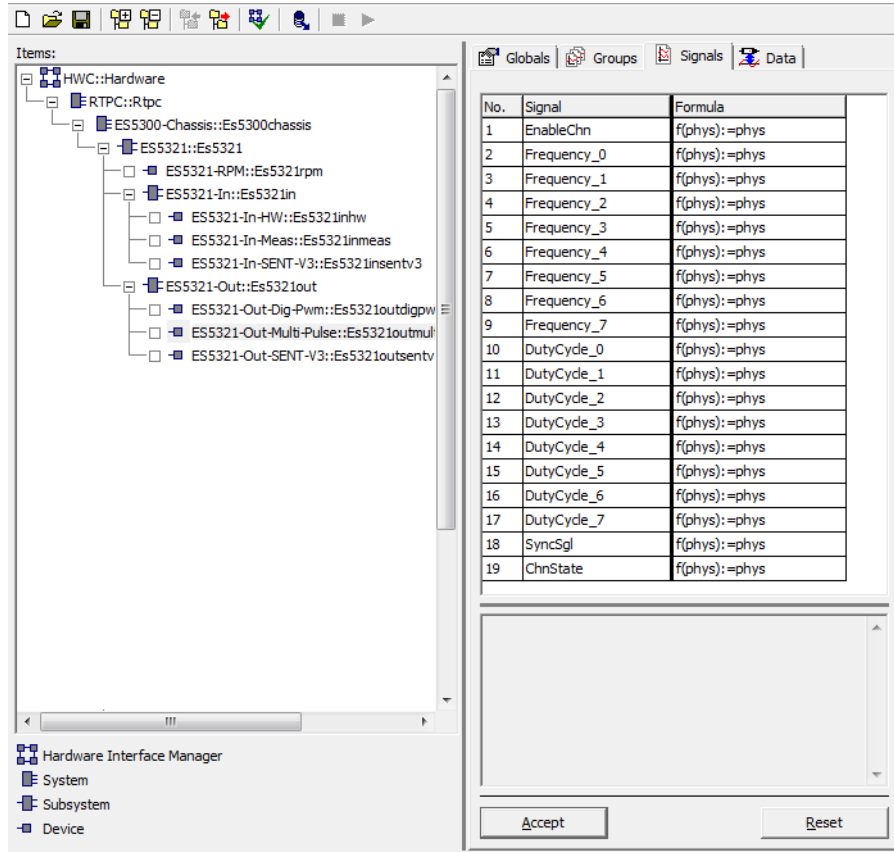 Items:
HWC::Hardware
RTPC::Rtpc
ES5300-Chassis::Es5300chassis
ES5321::Es5321
ES5321-RPM::Es5321rpm
ES5321-In::Es5321in
ES5321-In-HW::Es5321inhw
ES5321-In-Meas::Es5321inmeas
ES5321-In-SENT-V3::Es5321insentv3
ES5321-Out::Es5321out
ES5321-Out-Dig-Pwm::Es5321outdigpw
ES5321-Out-Multi-Pulse::Es5321outmul
ES5321-Out-SENT-V3::Es5321outsentv
Hardware Interface Manager
System
Subsystem
Device
Globals Groups Signals Data
No. Signal Formula
1 EnableChn f(phys):=phys
2 Frequency_0 f(phys):=phys
3 Frequency_1 f(phys):=phys
4 Frequency_2 f(phys):=phys
5 Frequency_3 f(phys):=phys
6 Frequency_4 f(phys):=phys
7 Frequency_5 f(phys):=phys
8 Frequency_6 f(phys):=phys
9 Frequency_7 f(phys):=phys
10 DutyCycle_0 f(phys):=phys
11 DutyCycle_1 f(phys):=phys
12 DutyCycle_2 f(phys):=phys
13 DutyCycle_3 f(phys):=phys
14 DutyCycle_4 f(phys):=phys
15 DutyCycle_5 f(phys):=phys
16 DutyCycle_6 f(phys):=phys
17 DutyCycle_7 f(phys):=phys
18 SyncSgl f(phys):=phys
19 ChnState f(phys):=phys
Accept Reset